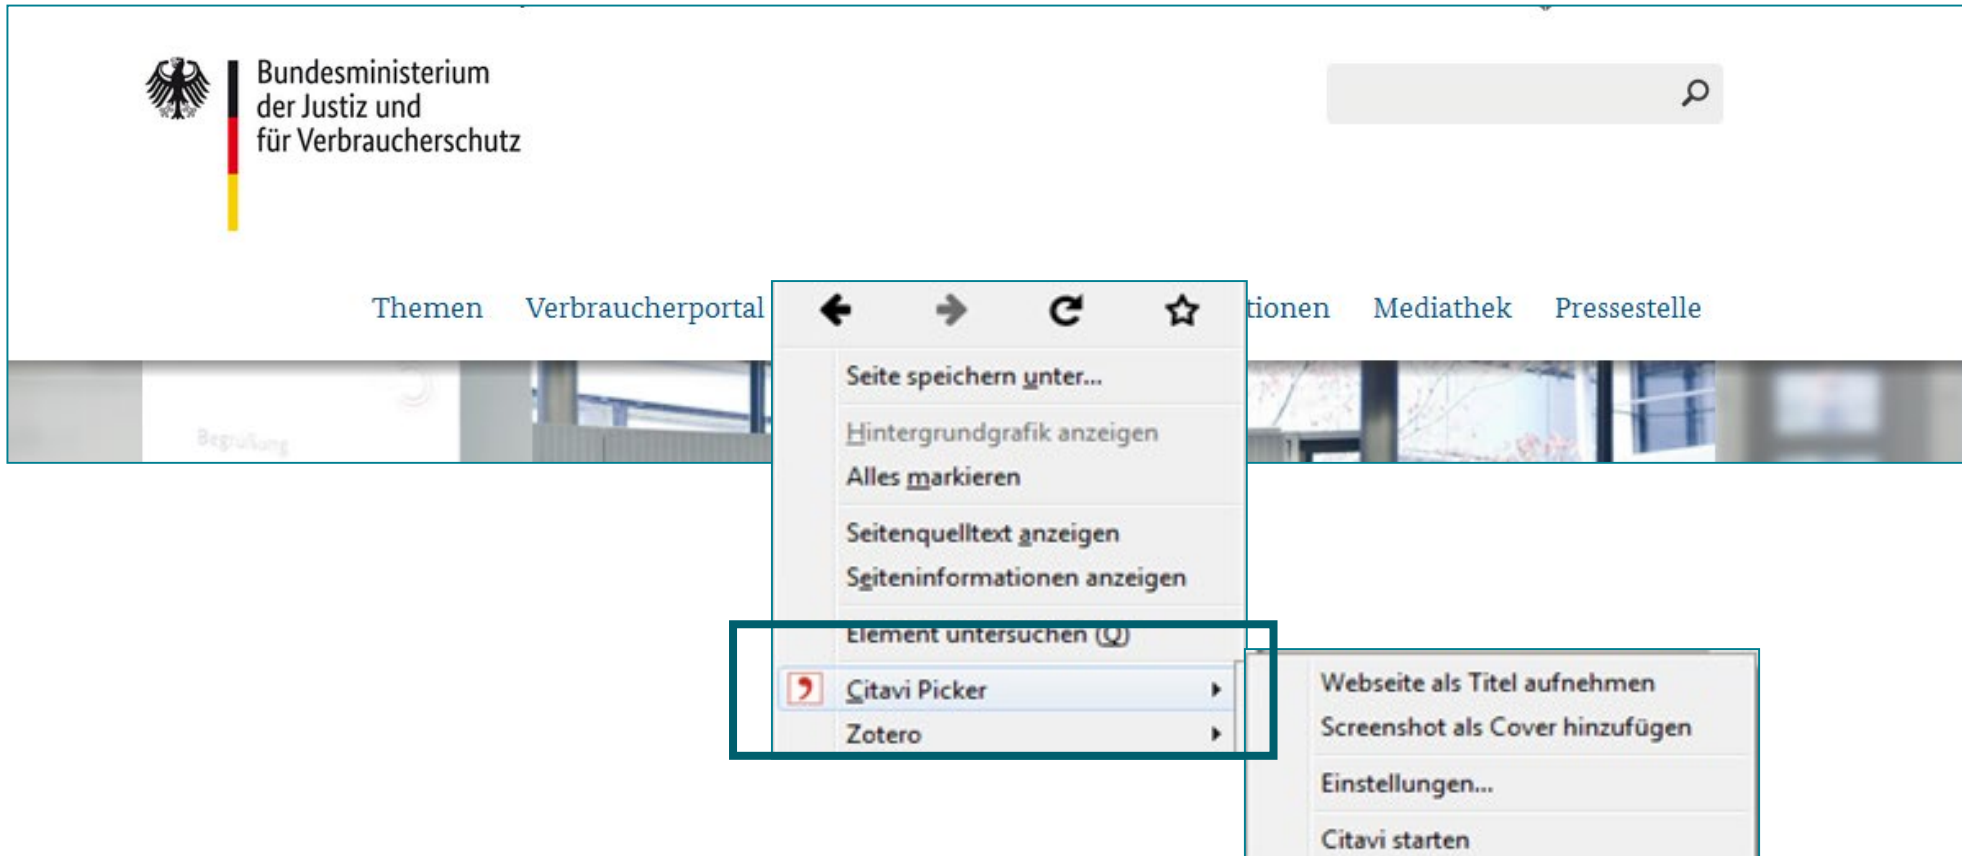 Bundesministerium
der Justiz und
für Verbraucherschutz
Themen Verbraucherportal tionen Mediathek Pressestelle
Begrüßung
Seite speichern unter...
Hintergrundgrafik anzeigen
Alles markieren
Seitenquelltext anzeigen
Seiteninformationen anzeigen
Element untersuchen (Q)
Citavi Picker
Zotero
Webseite als Titel aufnehmen
Screenshot als Cover hinzufügen
Einstellungen...
Citavi starten